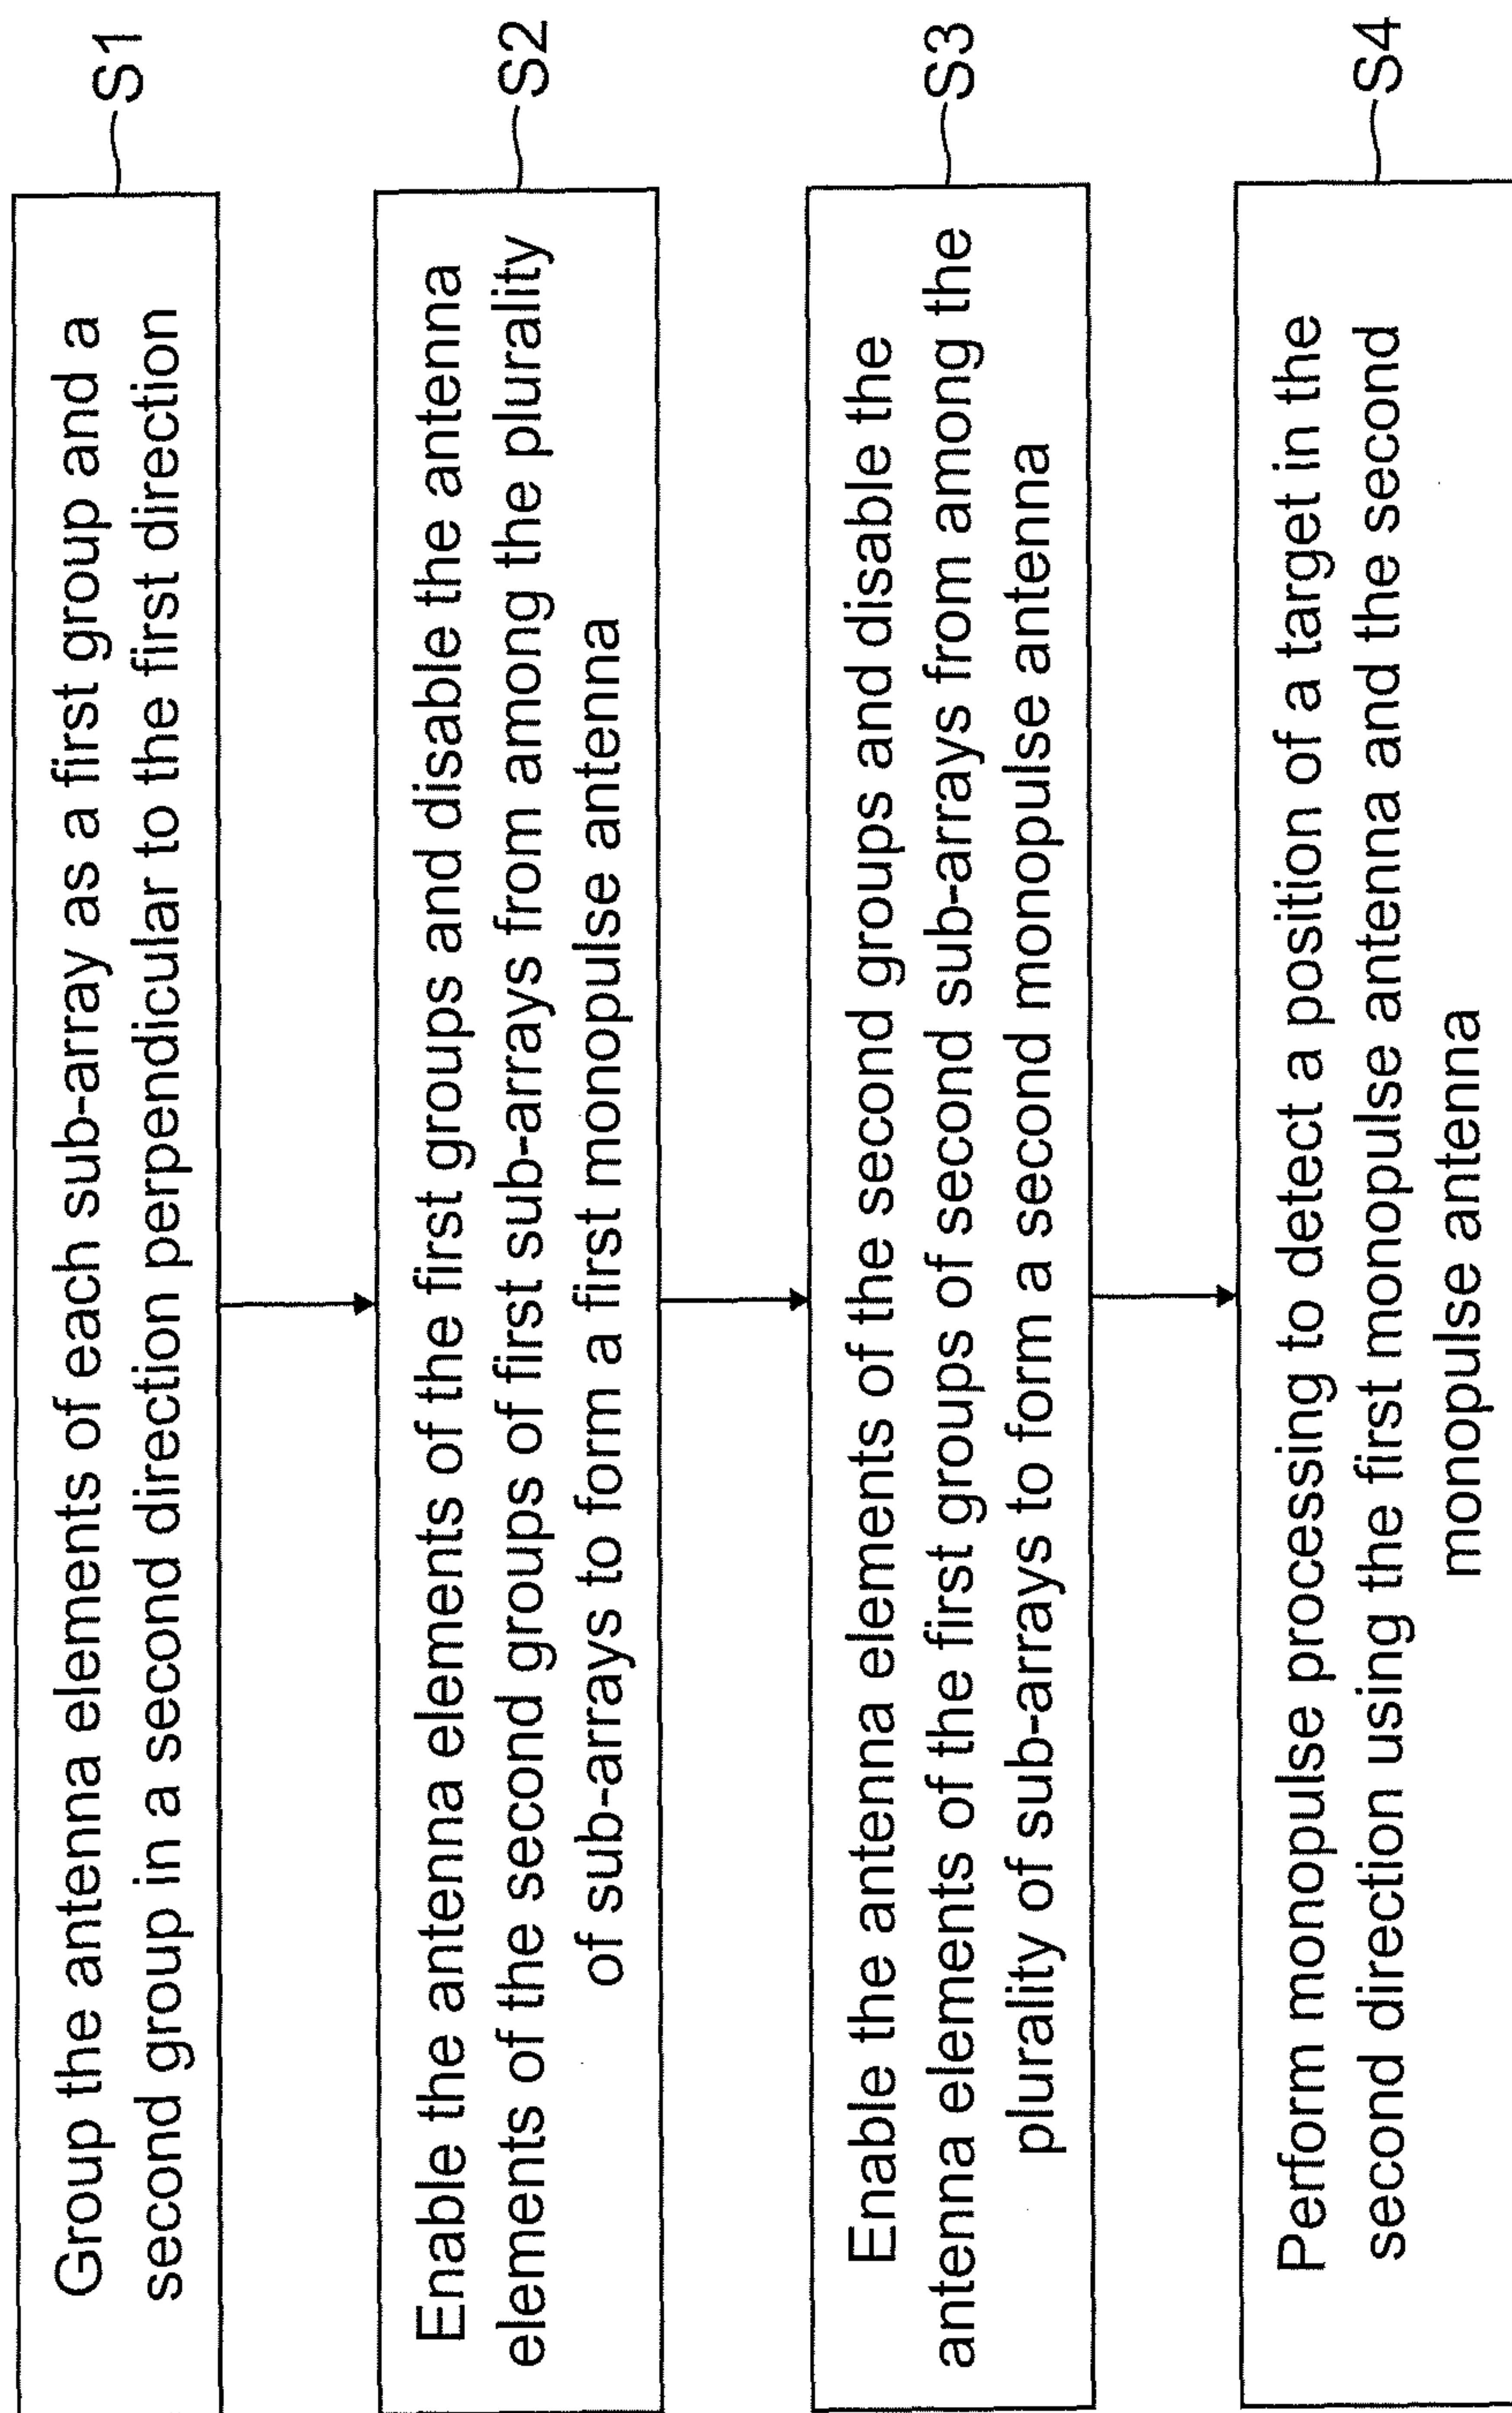 Group the antenna elements of each sub-array as a first group and a
second group in a second direction perpendicular to the first direction
S1
Enable the antenna elements of the first groups and disable the antenna
elements of the second groups of first sub-arrays from among the plurality
of sub-arrays to form a first monopulse antenna
S2
Enable the antenna elements of the second groups and disable the
antenna elements of the first groups of second sub-arrays from among the
plurality of sub-arrays to form a second monopulse antenna
S3
Perform monopulse processing to detect a position of a target in the
second direction using the first monopulse antenna and the second
monopulse antenna
S4